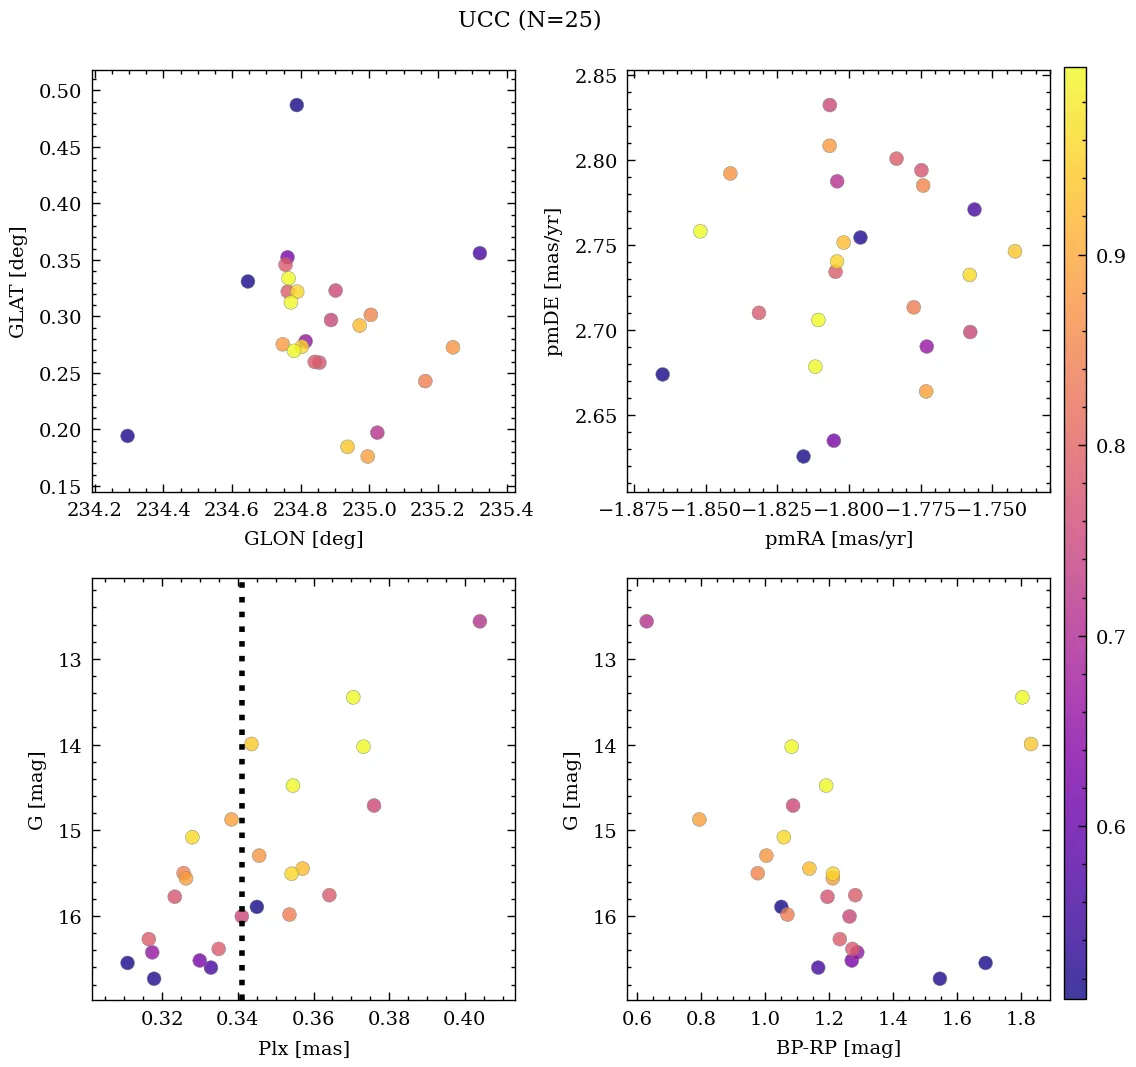 UCC (N=25)
0.50
0.45
0.40
0.35
0.30
0.25
0.20
0.15
GLAT [deg]
234.2 234.4 234.6 234.8 235.0 235.2 235.4
GLON [deg]
2.85
2.80
2.75
2.70
2.65
pmDE [mas/yr]
−1.875 −1.850 −1.825 −1.800 −1.775 −1.750
pmRA [mas/yr]
13
14
15
16
G [mag]
0.32 0.34 0.36 0.38 0.40
Plx [mas]
13
14
15
16
G [mag]
0.6 0.8 1.0 1.2 1.4 1.6 1.8
BP-RP [mag]
0.9
0.8
0.7
0.6